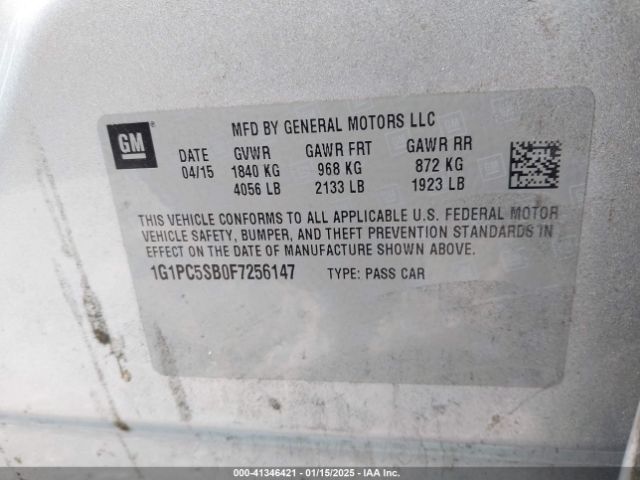 GM
MFD BY GENERAL MOTORS LLC
DATE GVWR GAWR FRT GAWR RR
04/15 1840 KG 968 KG 872 KG
4056 LB 2133 LB 1923 LB
THIS VEHICLE CONFORMS TO ALL APPLICABLE U.S. FEDERAL MOTOR
VEHICLE SAFETY, BUMPER, AND THEFT PREVENTION STANDARDS
IN EFFECT ON THE DATE OF MANUFACTURE SHOWN ABOVE.
1G1PC5SB0F7256147 TYPE: PASS CAR
000-41346421 - 01/15/2025 - IAA Inc.